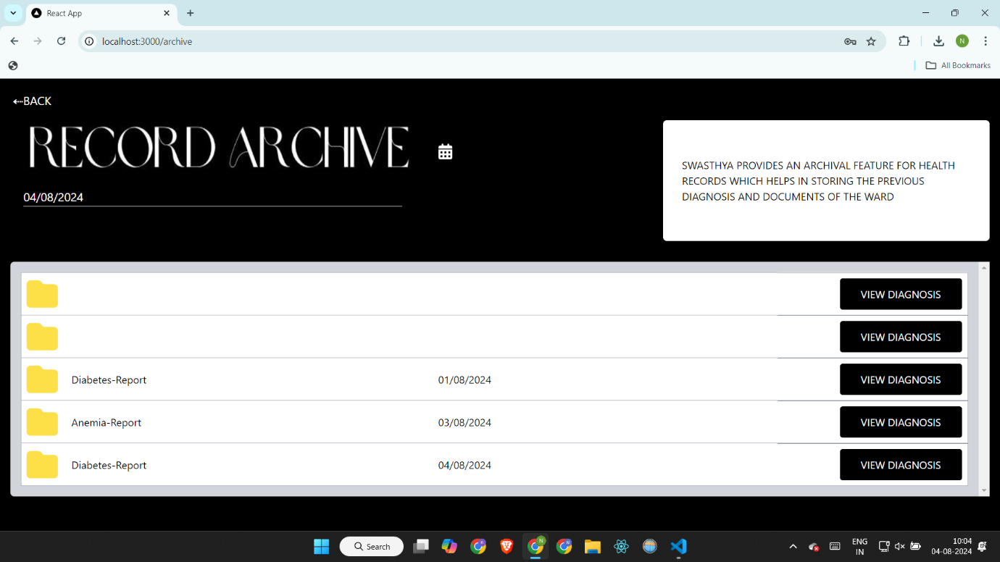 React App
localhost:3000/archive
N
All Bookmarks
⇠BACK
RECORD ARCHIVE
04/08/2024
SWASTHYA PROVIDES AN ARCHIVAL FEATURE FOR HEALTH
RECORDS WHICH HELPS IN STORING THE PREVIOUS
DIAGNOSIS AND DOCUMENTS OF THE WARD
VIEW DIAGNOSIS
VIEW DIAGNOSIS
Diabetes-Report 01/08/2024 VIEW DIAGNOSIS
Anemia-Report 03/08/2024 VIEW DIAGNOSIS
Diabetes-Report 04/08/2024 VIEW DIAGNOSIS
Search
ENG
IN
10:04
04-08-2024